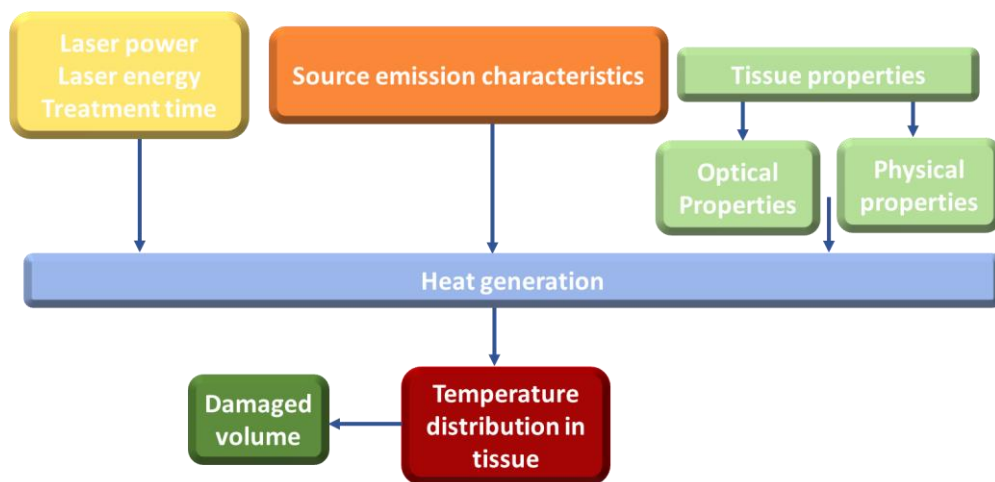 Laser power
Laser energy
Treatment time
Source emission characteristics
Tissue properties
Optical
Properties
Physical
properties
Heat generation
Damaged
volume
Temperature
distribution in
tissue